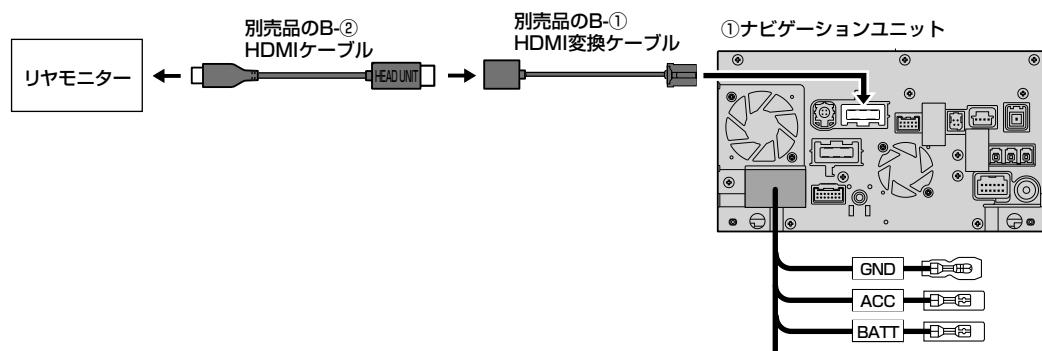 別売品のB-②
HDMIケーブル
別売品のB-①
HDMI変換ケーブル
①ナビゲーションユニット
リヤモニター
HEAD UNIT
GND
ACC
BATT